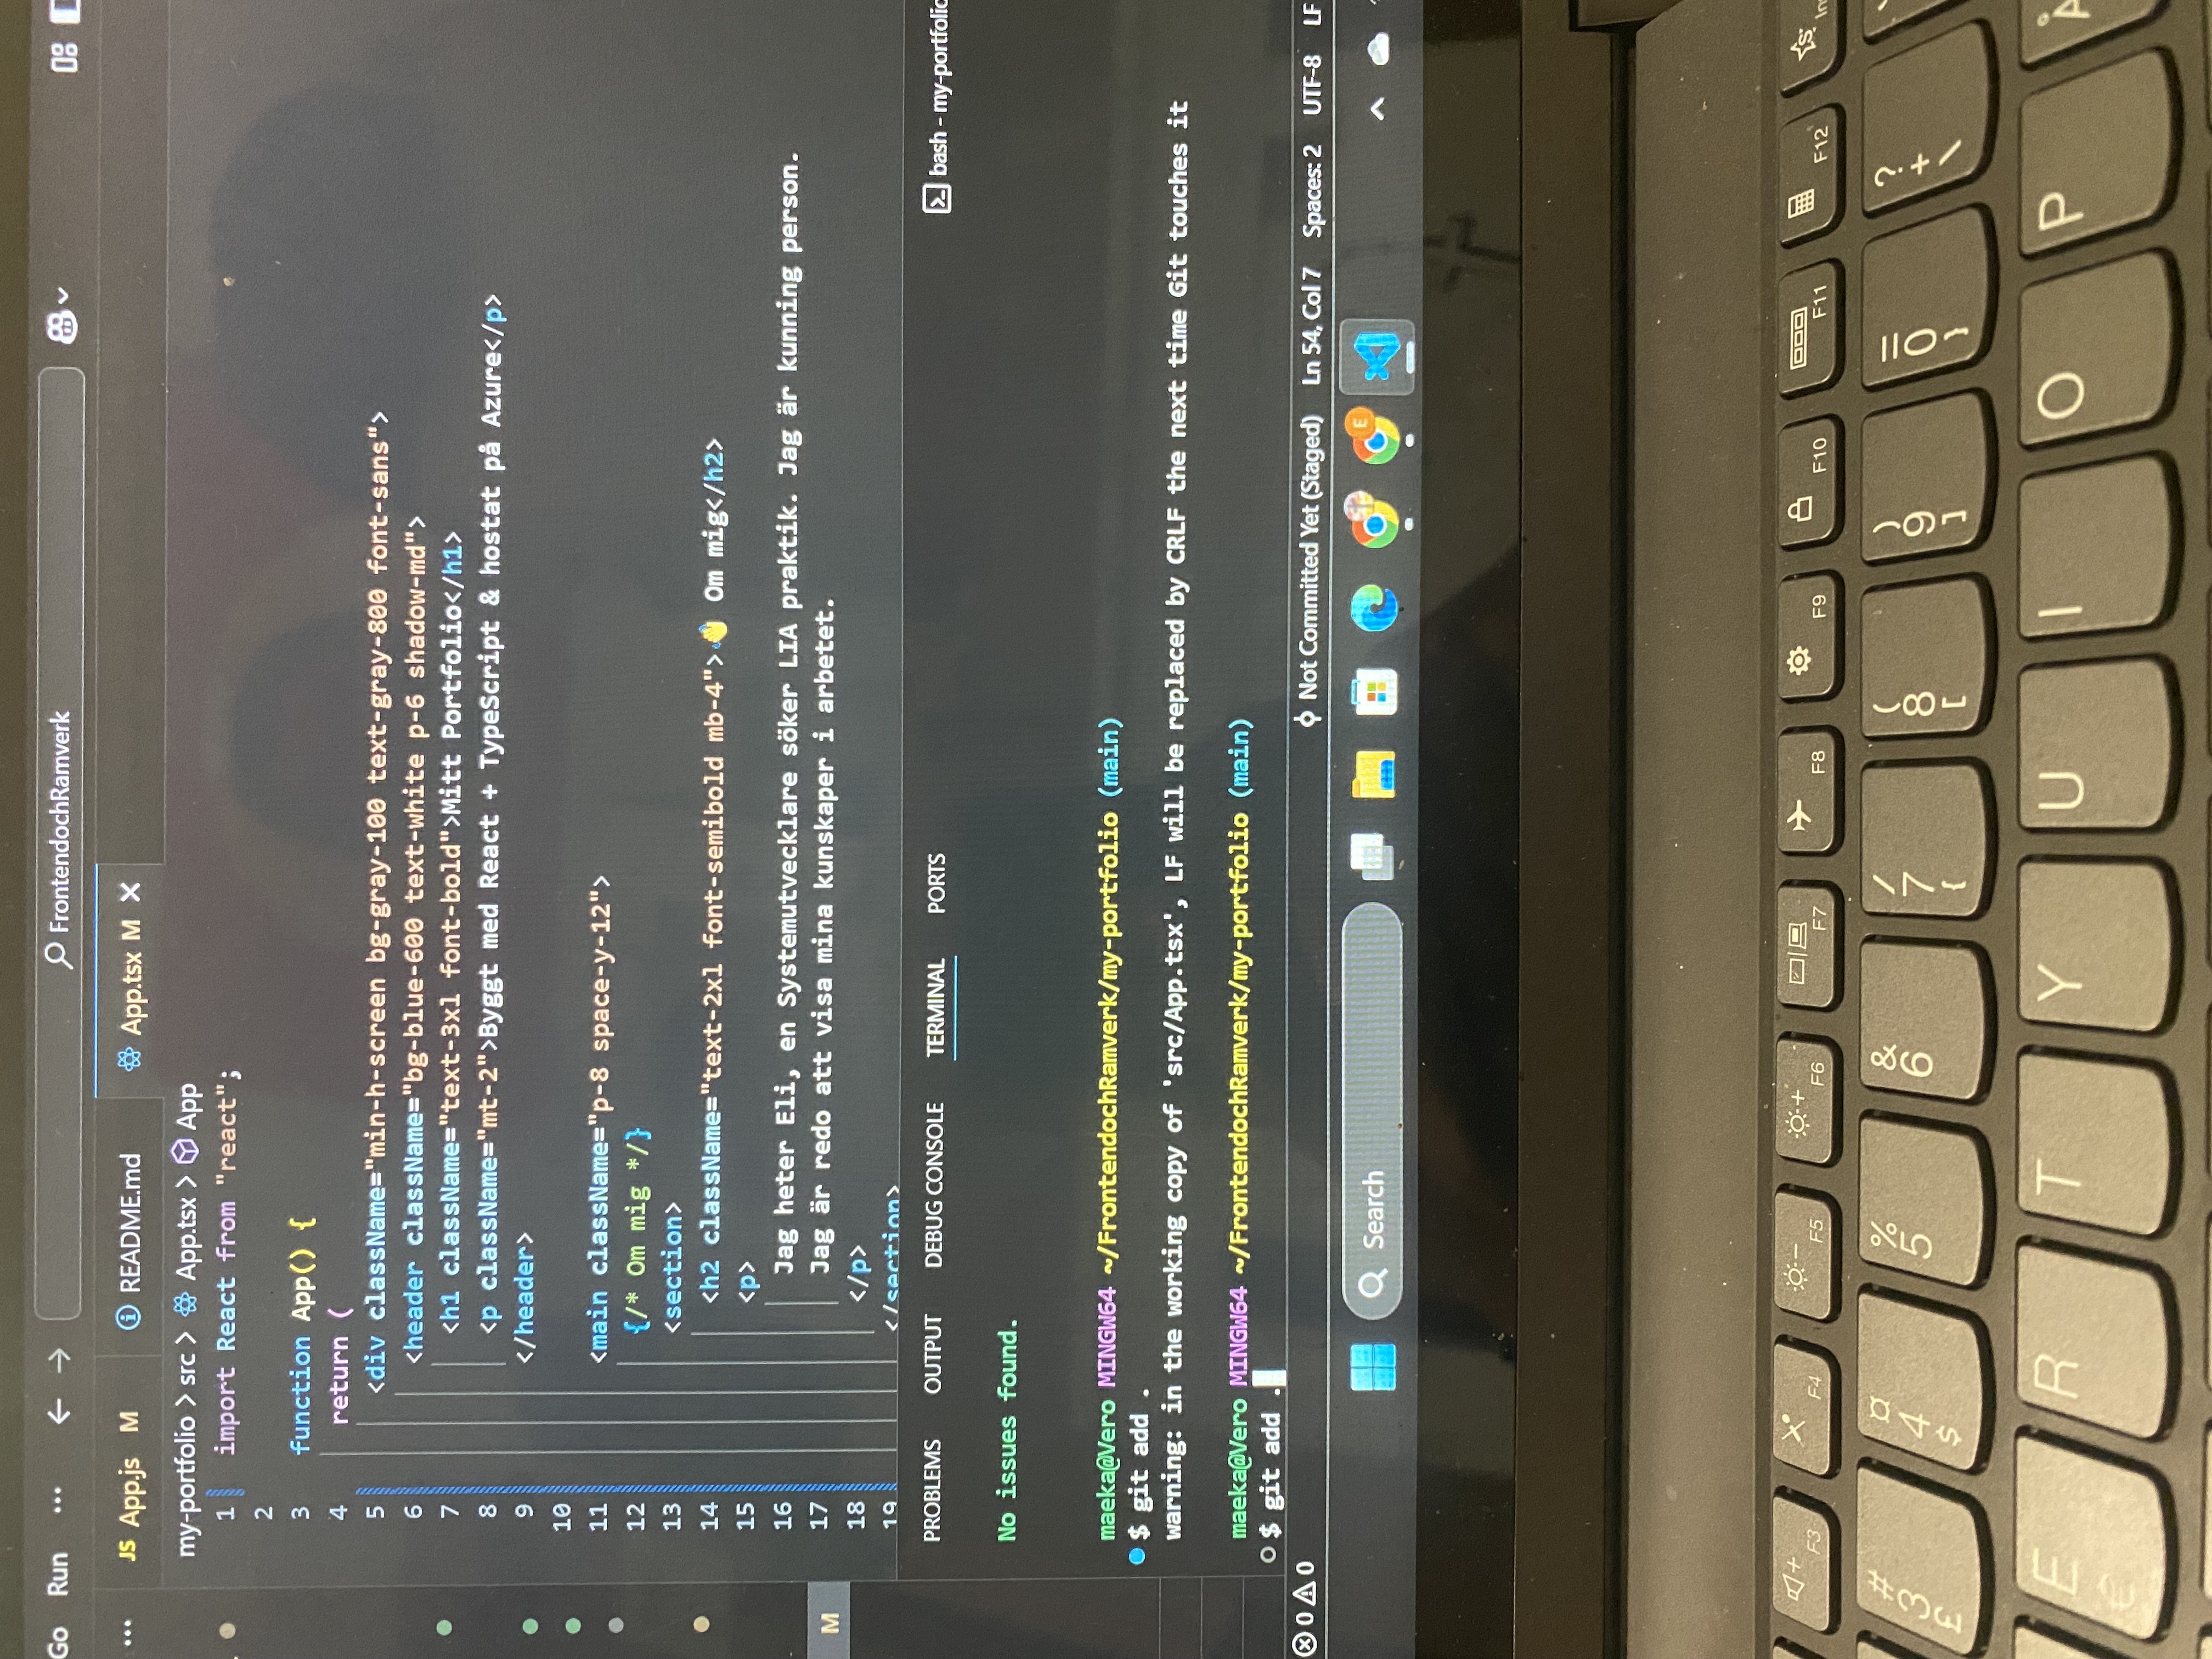 Go Run ... FrontendochRamverk
... JS App.js M README.md App.tsx M
my-portfolio > src > App.tsx > App
1 import React from "react";
2
3 function App() {
4 return (
5 <div className="min-h-screen bg-gray-100 text-gray-800 font-sans">
6 <header className="bg-blue-600 text-white p-6 shadow-md">
7 <h1 className="text-3xl font-bold">Mitt Portfolio</h1>
8 <p className="mt-2">Byggt med React + TypeScript & hostat på Azure</p>
9 </header>
10
11 <main className="p-8 space-y-12">
12 {/* Om mig */}
13 <section>
14 <h2 className="text-2xl font-semibold mb-4">👋 Om mig</h2>
15 <p>
16 Jag heter Eli, en Systemutvecklare söker LIA praktik. Jag är kunning person.
17 Jag är redo att visa mina kunskaper i arbetet.
18 </p>
M
19 </section>
PROBLEMS OUTPUT DEBUG CONSOLE TERMINAL PORTS bash - my-portfolio
No issues found.
maeka@Vero MINGW64 ~/FrontendochRamverk/my-portfolio (main)
$ git add .
warning: in the working copy of 'src/App.tsx', LF will be replaced by CRLF the next time Git touches it
maeka@Vero MINGW64 ~/FrontendochRamverk/my-portfolio (main)
$ git add .
0 0 Not Committed Yet (Staged) Ln 54, Col 7 Spaces: 2 UTF-8 LF
Search E
F3 F4 F5 F6 F7 F8 F9 F10 F11 F12
# ¤ % & / ( ) = ?
3 4 5 6 7 8 9 0 +
£ $ { [ ] } \
E R T Y U I O P Å
€